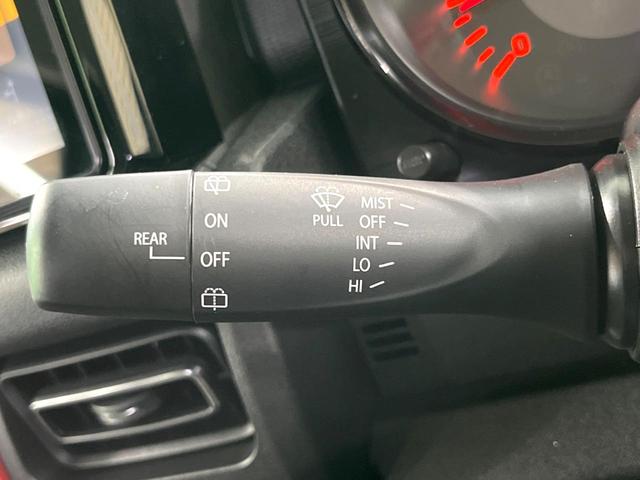 REAR
ON
OFF
PULL
MIST
OFF
INT
LO
HI